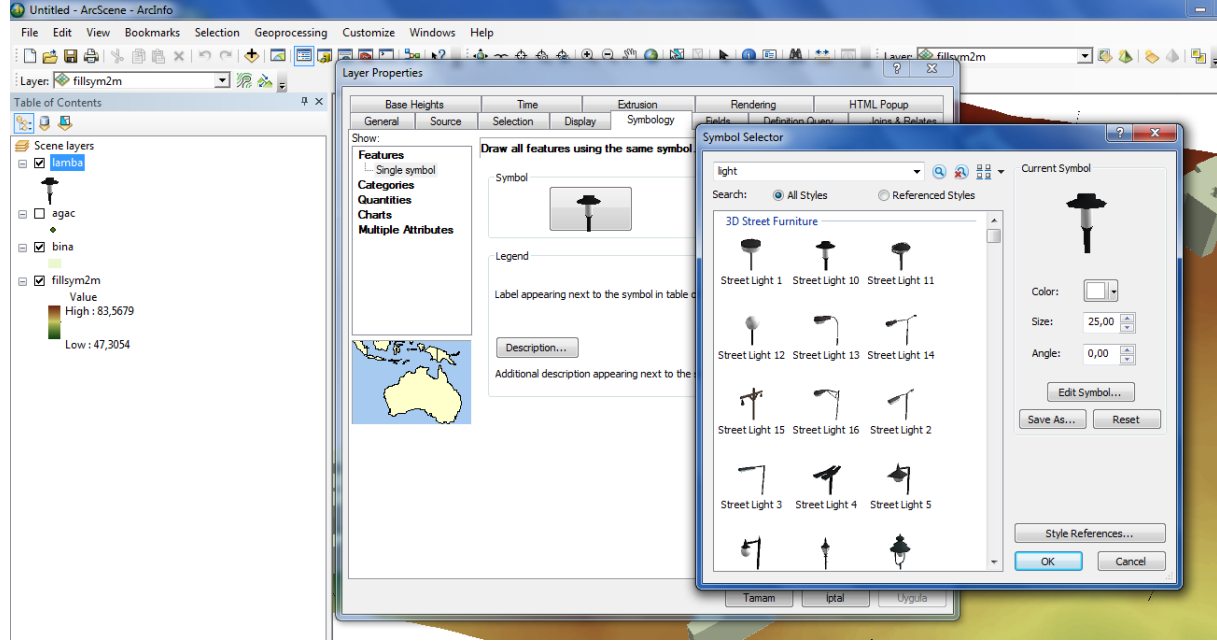 Untitled - ArcScene - ArcInfo
File Edit View Bookmarks Selection Geoprocessing Customize Windows Help
Layer: fillsym2m
Layer: fillsym2m
Table of Contents
Scene layers
lamba
agac
bina
fillsym2m
Value
High : 83,5679
Low : 47,3054
Layer Properties
Base Heights Time Extrusion Rendering HTML Popup
General Source Selection Display Symbology Fields Definition Query Joins & Relates
Show:
Features
Single symbol
Categories
Quantities
Charts
Multiple Attributes
Draw all features using the same symbol.
Symbol
Legend
Label appearing next to the symbol in table
Description...
Additional description appearing next to the
Tamam İptal Uygula
Symbol Selector
light
Search: All Styles Referenced Styles
3D Street Furniture
Street Light 1 Street Light 10 Street Light 11
Street Light 12 Street Light 13 Street Light 14
Street Light 15 Street Light 16 Street Light 2
Street Light 3 Street Light 4 Street Light 5
Current Symbol
Color:
Size: 25,00
Angle: 0,00
Edit Symbol...
Save As... Reset
Style References...
OK Cancel